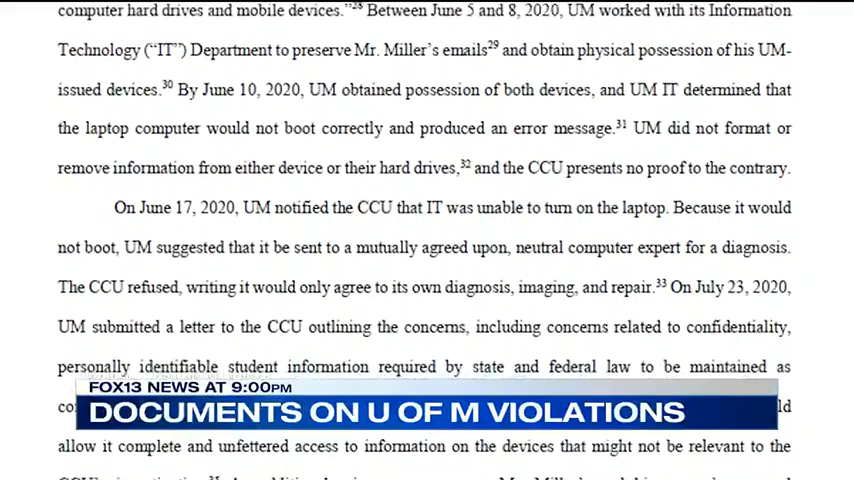 computer hard drives and mobile devices."28 Between June 5 and 8, 2020, UM worked with its Information
Technology ("IT") Department to preserve Mr. Miller's emails29 and obtain physical possession of his UM-
issued devices.30 By June 10, 2020, UM obtained possession of both devices, and UM IT determined that
the laptop computer would not boot correctly and produced an error message.31 UM did not format or
remove information from either device or their hard drives,32 and the CCU presents no proof to the contrary.
On June 17, 2020, UM notified the CCU that IT was unable to turn on the laptop. Because it would
not boot, UM suggested that it be sent to a mutually agreed upon, neutral computer expert for a diagnosis.
The CCU refused, writing it would only agree to its own diagnosis, imaging, and repair.33 On July 23, 2020,
UM submitted a letter to the CCU outlining the concerns, including concerns related to confidentiality,
personally identifiable student information required by state and federal law to be maintained as
FOX13 NEWS AT 9:00PM
DOCUMENTS ON U OF M VIOLATIONS
allow it complete and unfettered access to information on the devices that might not be relevant to the